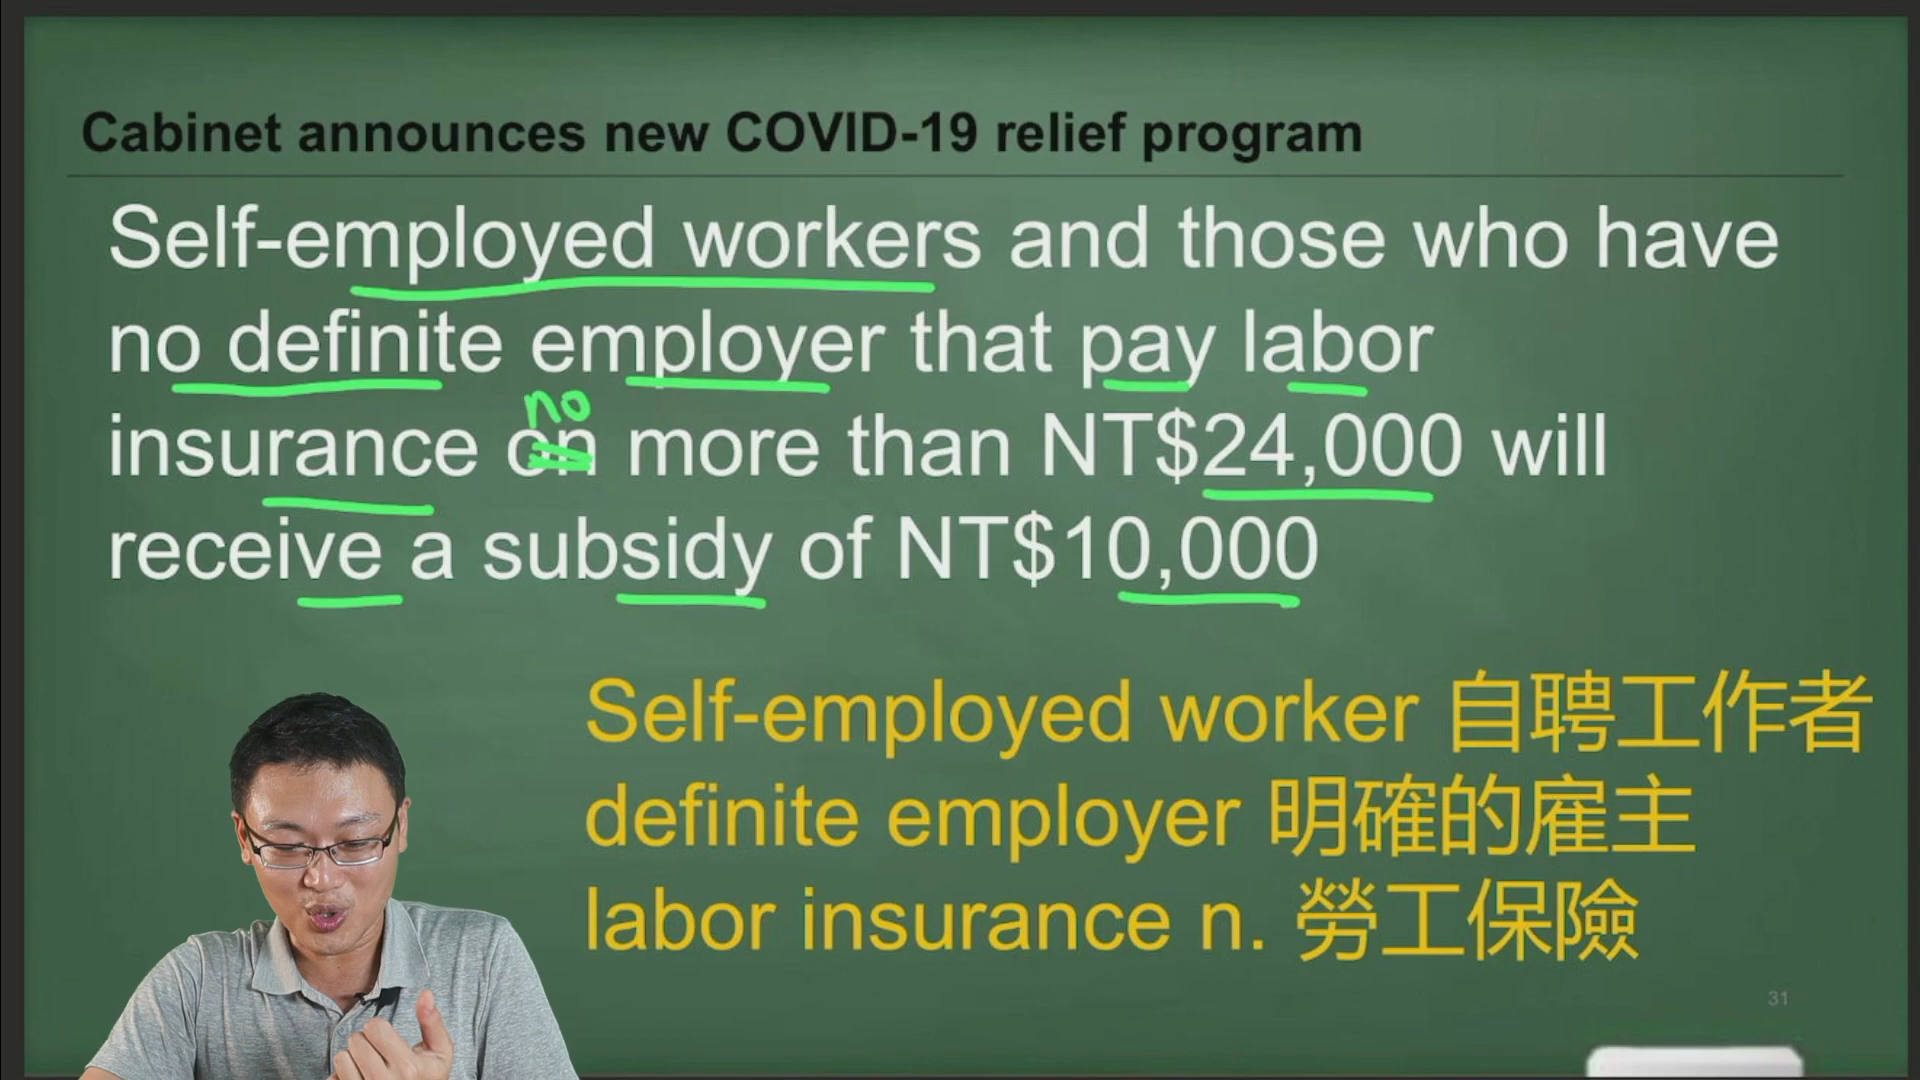 Cabinet announces new COVID-19 relief program
Self-employed workers and those who have
no definite employer that pay labor
no
insurance on more than NT$24,000 will
receive a subsidy of NT$10,000
Self-employed worker 自聘工作者
definite employer 明確的雇主
labor insurance n. 勞工保險
31